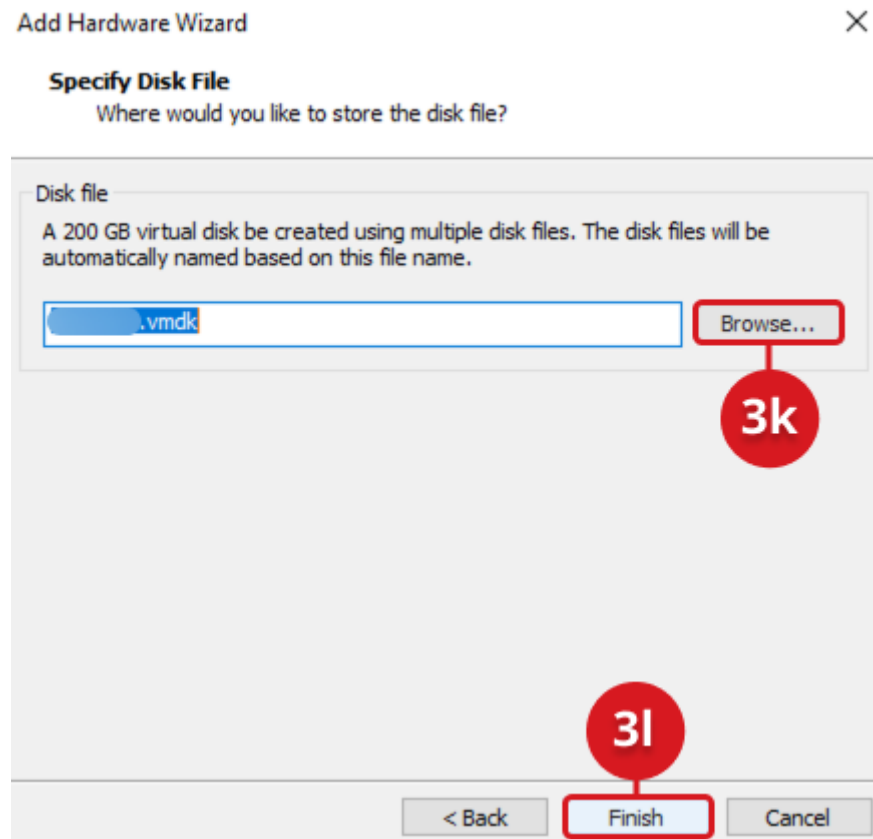 Add Hardware Wizard
Specify Disk File
Where would you like to store the disk file?
Disk file
A 200 GB virtual disk be created using multiple disk files. The disk files will be
automatically named based on this file name.
.vmdk
Browse...
3k
3l
< Back
Finish
Cancel